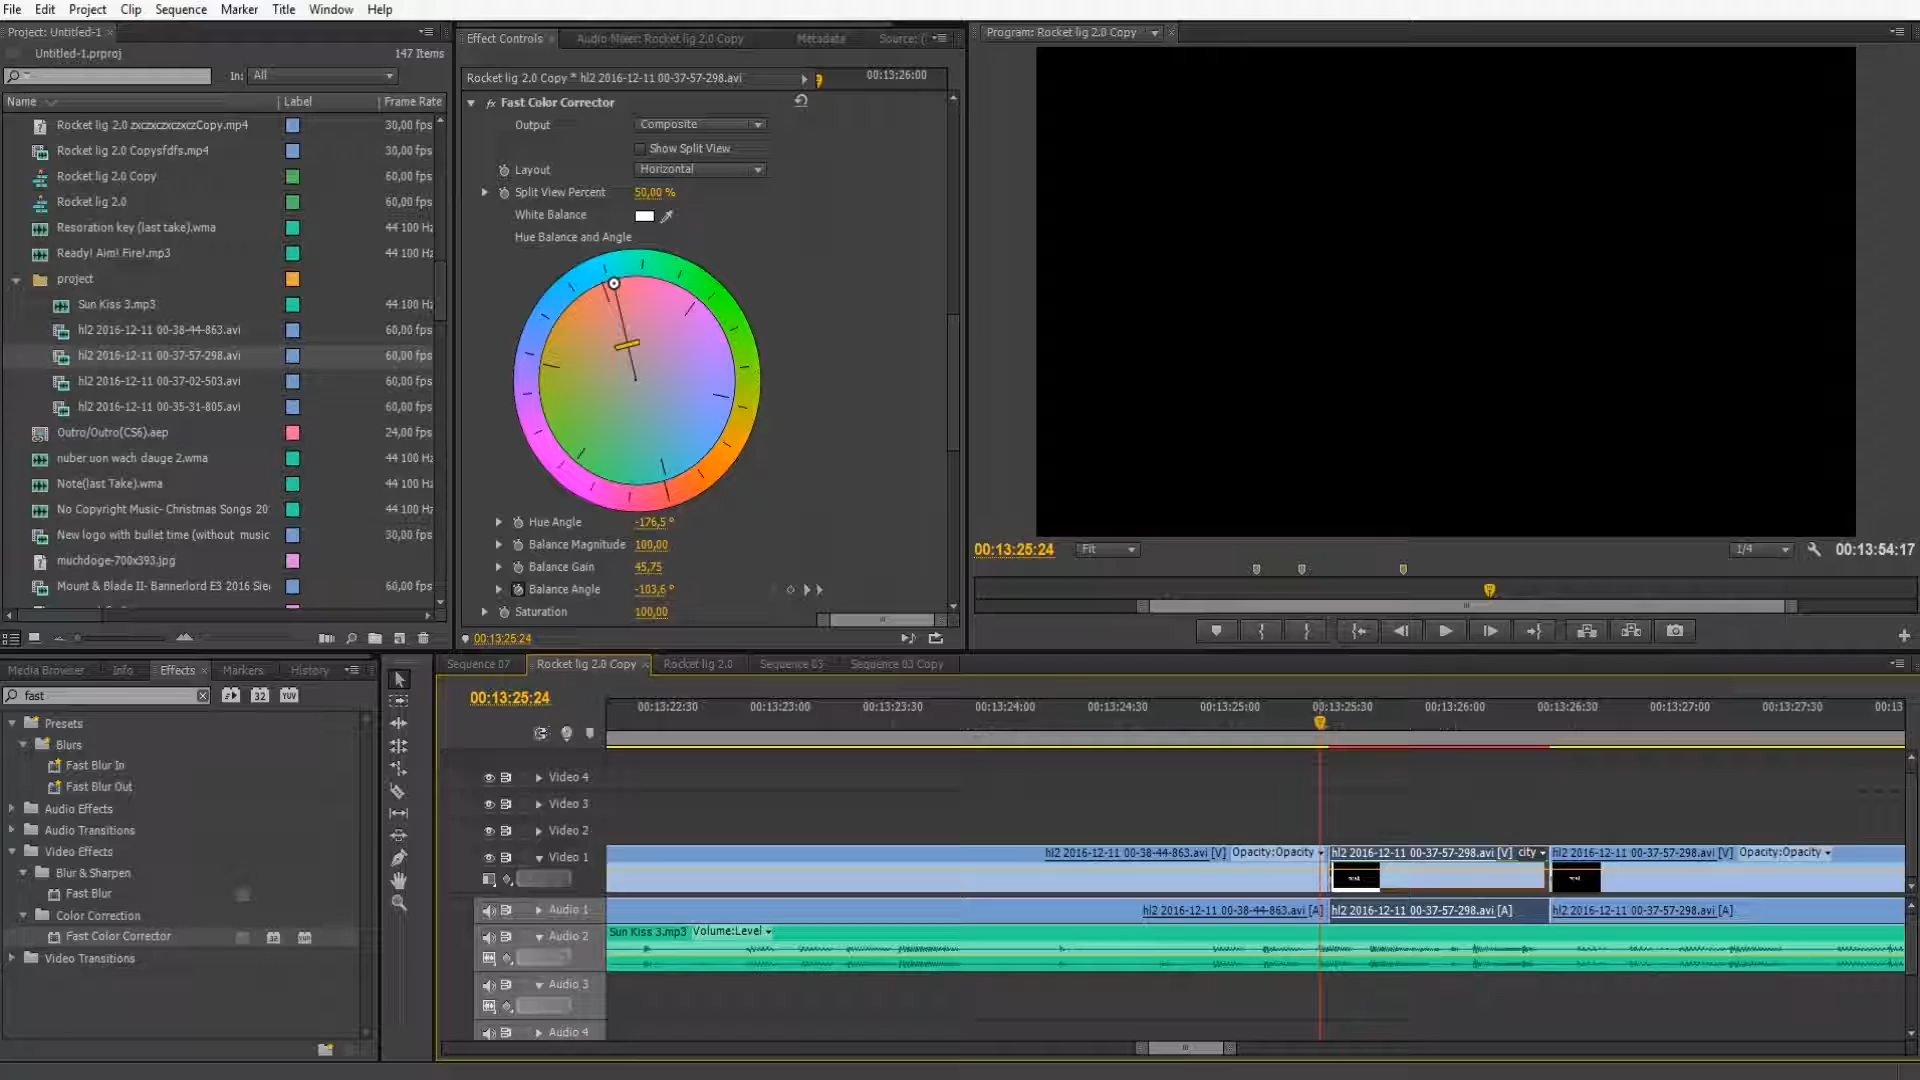 File Edit Project Clip Sequence Marker Title Window Help
Project: Untitled-1
Untitled-1.prproj 147 Items
In: All
Name Label Frame Rate
Rocket lig 2.0 zxczxczxczxczCopy.mp4 30,00 fps
Rocket lig 2.0 Copysfdfs.mp4 30,00 fps
Rocket lig 2.0 Copy 60,00 fps
Rocket lig 2.0 60,00 fps
Resoration key (last take).wma 44 100 Hz
Ready! Aim! Fire!.mp3 44 100 Hz
project
Sun Kiss 3.mp3 44 100 Hz
hl2 2016-12-11 00-38-44-863.avi 60,00 fps
hl2 2016-12-11 00-37-57-298.avi 60,00 fps
hl2 2016-12-11 00-37-02-503.avi 60,00 fps
hl2 2016-12-11 00-35-31-805.avi 60,00 fps
Outro/Outro(CS6).aep 24,00 fps
nuber uon wach dauge 2.wma 44 100 Hz
Note(last Take).wma 44 100 Hz
No Copyright Music- Christmas Songs 20 44 100 Hz
New logo with bullet time (without music 30,00 fps
muchdoge-700x393.jpg
Mount & Blade II- Bannerlord E3 2016 Sie 60,00 fps
Effect Controls Audio Mixer: Rocket lig 2.0 Copy Metadata Source: (
Rocket lig 2.0 Copy * hl2 2016-12-11 00-37-57-298.avi 00:13:26:00
fx Fast Color Corrector
Output Composite
Show Split View
Layout Horizontal
Split View Percent 50,00 %
White Balance
Hue Balance and Angle
Hue Angle -176,5 °
Balance Magnitude 100,00
Balance Gain 45,75
Balance Angle -103,6 °
Saturation 100,00
00:13:25:24
Program: Rocket lig 2.0 Copy
00:13:25:24 Fit 1/4 00:13:54:17
Media Browser Info Effects Markers History
fast 32 YUV
Presets
Blurs
Fast Blur In
Fast Blur Out
Audio Effects
Audio Transitions
Video Effects
Blur & Sharpen
Fast Blur
Color Correction
Fast Color Corrector 32 YUV
Video Transitions
Sequence 07 Rocket lig 2.0 Copy Rocket lig 2.0 Sequence 03 Sequence 03 Copy
00:13:25:24
00:13:22:30 00:13:23:00 00:13:23:30 00:13:24:00 00:13:24:30 00:13:25:00 00:13:25:30 00:13:26:00 00:13:26:30 00:13:27:00 00:13:27:30 00:13
Video 4
Video 3
Video 2
Video 1 hl2 2016-12-11 00-38-44-863.avi [V] Opacity:Opacity hl2 2016-12-11 00-37-57-298.avi [V] city hl2 2016-12-11 00-37-57-298.avi [V] Opacity:Opacity
Audio 1 hl2 2016-12-11 00-38-44-863.avi [A] hl2 2016-12-11 00-37-57-298.avi [A] hl2 2016-12-11 00-37-57-298.avi [A]
Audio 2 Sun Kiss 3.mp3 Volume:Level
Audio 3
Audio 4